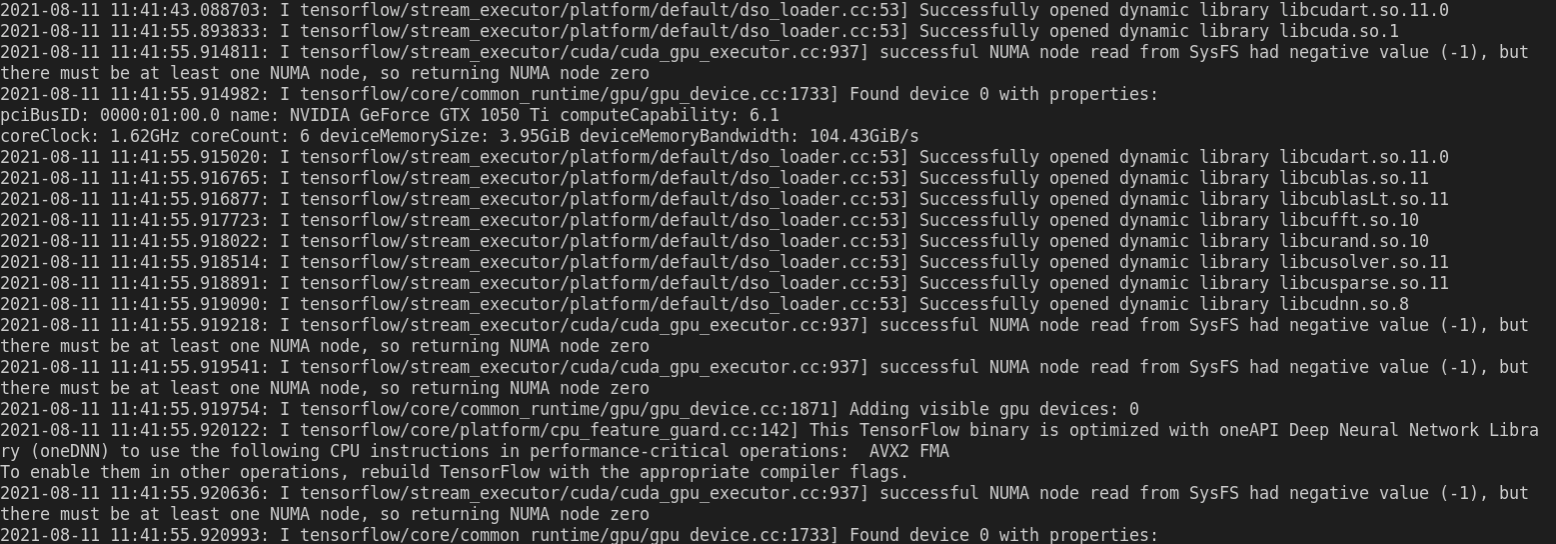 2021-08-11 11:41:43.088703: I tensorflow/stream_executor/platform/default/dso_loader.cc:53] Successfully opened dynamic library libcudart.so.11.0
2021-08-11 11:41:55.893833: I tensorflow/stream_executor/platform/default/dso_loader.cc:53] Successfully opened dynamic library libcuda.so.1
2021-08-11 11:41:55.914811: I tensorflow/stream_executor/cuda/cuda_gpu_executor.cc:937] successful NUMA node read from SysFS had negative value (-1), but
there must be at least one NUMA node, so returning NUMA node zero
2021-08-11 11:41:55.914982: I tensorflow/core/common_runtime/gpu/gpu_device.cc:1733] Found device 0 with properties:
pciBusID: 0000:01:00.0 name: NVIDIA GeForce GTX 1050 Ti computeCapability: 6.1
coreClock: 1.62GHz coreCount: 6 deviceMemorySize: 3.95GiB deviceMemoryBandwidth: 104.43GiB/s
2021-08-11 11:41:55.915020: I tensorflow/stream_executor/platform/default/dso_loader.cc:53] Successfully opened dynamic library libcudart.so.11.0
2021-08-11 11:41:55.916765: I tensorflow/stream_executor/platform/default/dso_loader.cc:53] Successfully opened dynamic library libcublas.so.11
2021-08-11 11:41:55.916877: I tensorflow/stream_executor/platform/default/dso_loader.cc:53] Successfully opened dynamic library libcublasLt.so.11
2021-08-11 11:41:55.917723: I tensorflow/stream_executor/platform/default/dso_loader.cc:53] Successfully opened dynamic library libcufft.so.10
2021-08-11 11:41:55.918022: I tensorflow/stream_executor/platform/default/dso_loader.cc:53] Successfully opened dynamic library libcurand.so.10
2021-08-11 11:41:55.918514: I tensorflow/stream_executor/platform/default/dso_loader.cc:53] Successfully opened dynamic library libcusolver.so.11
2021-08-11 11:41:55.918891: I tensorflow/stream_executor/platform/default/dso_loader.cc:53] Successfully opened dynamic library libcusparse.so.11
2021-08-11 11:41:55.919090: I tensorflow/stream_executor/platform/default/dso_loader.cc:53] Successfully opened dynamic library libcudnn.so.8
2021-08-11 11:41:55.919218: I tensorflow/stream_executor/cuda/cuda_gpu_executor.cc:937] successful NUMA node read from SysFS had negative value (-1), but
there must be at least one NUMA node, so returning NUMA node zero
2021-08-11 11:41:55.919541: I tensorflow/stream_executor/cuda/cuda_gpu_executor.cc:937] successful NUMA node read from SysFS had negative value (-1), but
there must be at least one NUMA node, so returning NUMA node zero
2021-08-11 11:41:55.919754: I tensorflow/core/common_runtime/gpu/gpu_device.cc:1871] Adding visible gpu devices: 0
2021-08-11 11:41:55.920122: I tensorflow/core/platform/cpu_feature_guard.cc:142] This TensorFlow binary is optimized with oneAPI Deep Neural Network Libra
ry (oneDNN) to use the following CPU instructions in performance-critical operations:  AVX2 FMA
To enable them in other operations, rebuild TensorFlow with the appropriate compiler flags.
2021-08-11 11:41:55.920636: I tensorflow/stream_executor/cuda/cuda_gpu_executor.cc:937] successful NUMA node read from SysFS had negative value (-1), but
there must be at least one NUMA node, so returning NUMA node zero
2021-08-11 11:41:55.920993: I tensorflow/core/common_runtime/gpu/gpu_device.cc:1733] Found device 0 with properties: